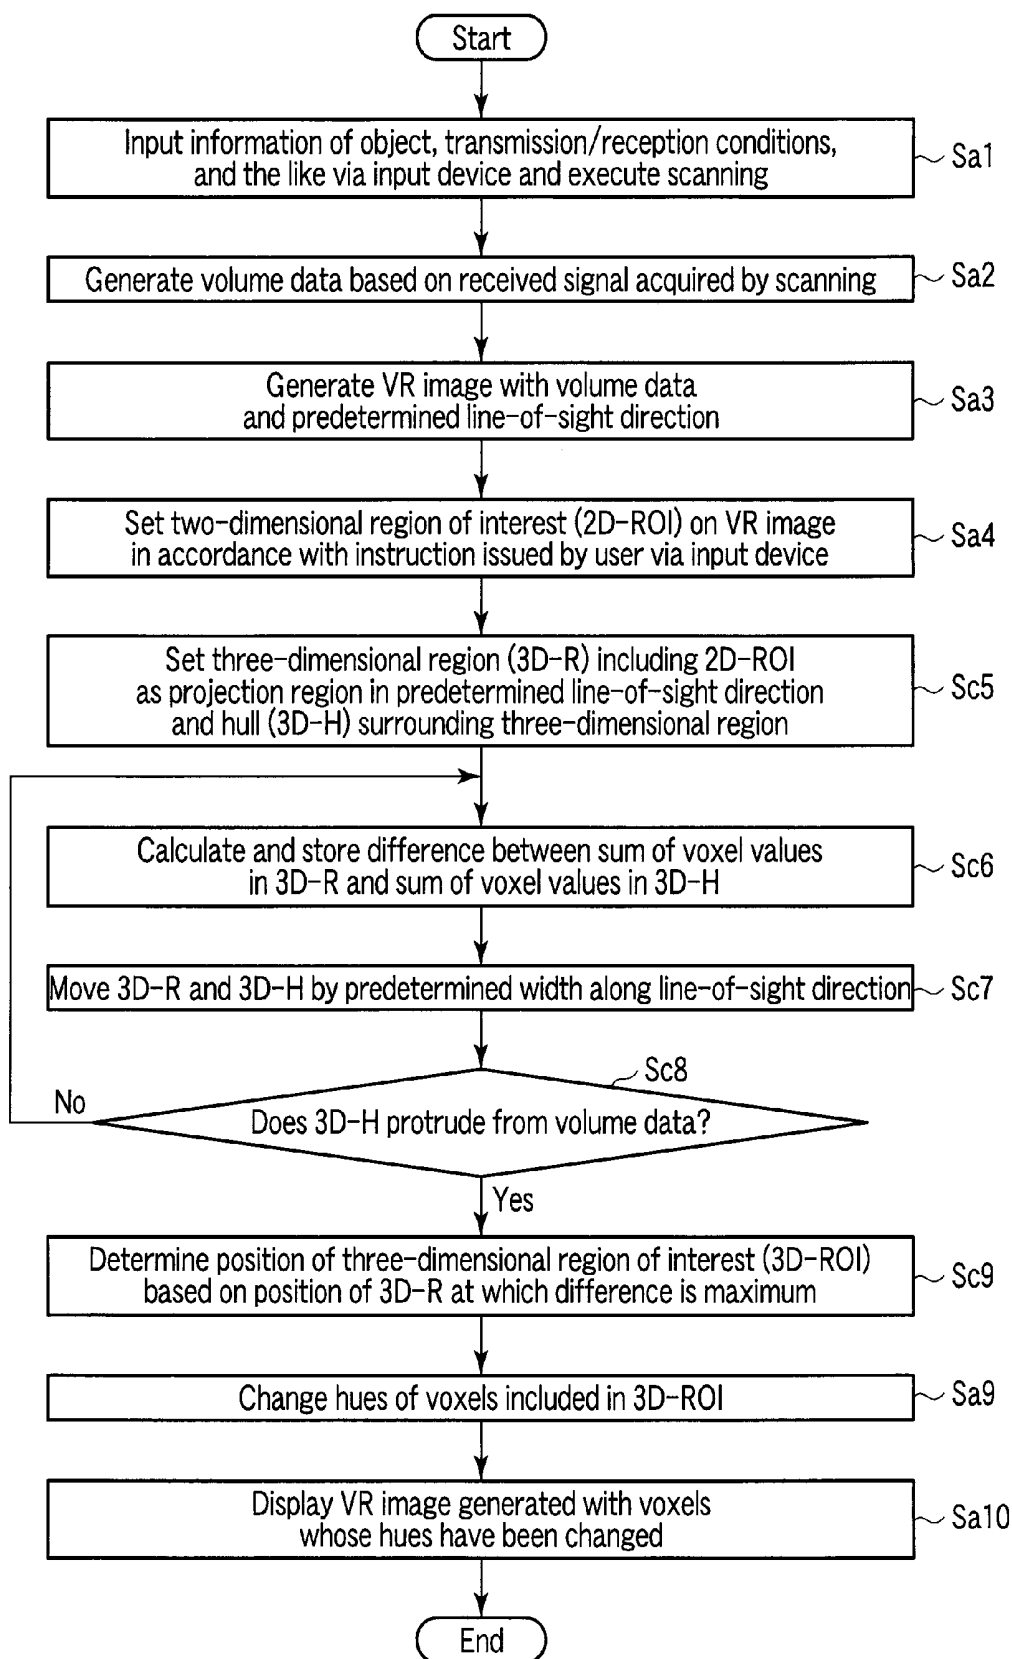 Start
Input information of object, transmission/reception conditions,
and the like via input device and execute scanning
Sa1
Generate volume data based on received signal acquired by scanning
Sa2
Generate VR image with volume data
and predetermined line-of-sight direction
Sa3
Set two-dimensional region of interest (2D-ROI) on VR image
in accordance with instruction issued by user via input device
Sa4
Set three-dimensional region (3D-R) including 2D-ROI
as projection region in predetermined line-of-sight direction
and hull (3D-H) surrounding three-dimensional region
Sc5
Calculate and store difference between sum of voxel values
in 3D-R and sum of voxel values in 3D-H
Sc6
Move 3D-R and 3D-H by predetermined width along line-of-sight direction
Sc7
Sc8
No
Does 3D-H protrude from volume data?
Yes
Determine position of three-dimensional region of interest (3D-ROI)
based on position of 3D-R at which difference is maximum
Sc9
Change hues of voxels included in 3D-ROI
Sa9
Display VR image generated with voxels
whose hues have been changed
Sa10
End